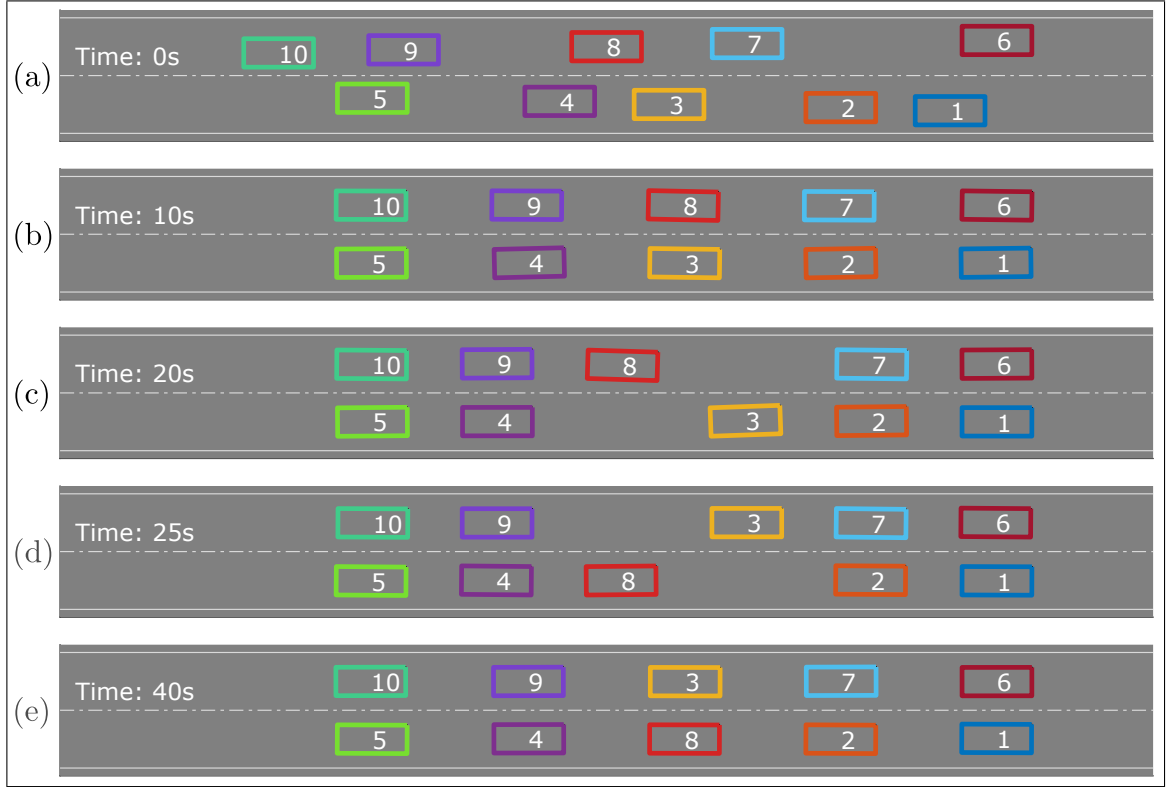 (a)
Time: 0s
10 9 8 7 6
5 4 3 2 1
(b)
Time: 10s
10 9 8 7 6
5 4 3 2 1
(c)
Time: 20s
10 9 8 7 6
5 4 3 2 1
(d)
Time: 25s
10 9 3 7 6
5 4 8 2 1
(e)
Time: 40s
10 9 3 7 6
5 4 8 2 1